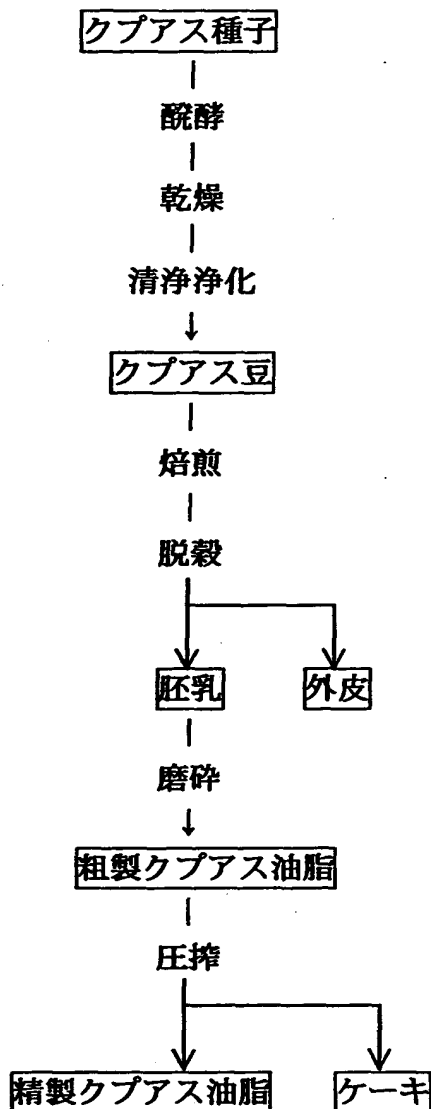 クプアス種子
醗酵
乾燥
清浄浄化
クプアス豆
焙煎
脱穀
胚乳 外皮
磨砕
粗製クプアス油脂
圧搾
精製クプアス油脂 ケーキ